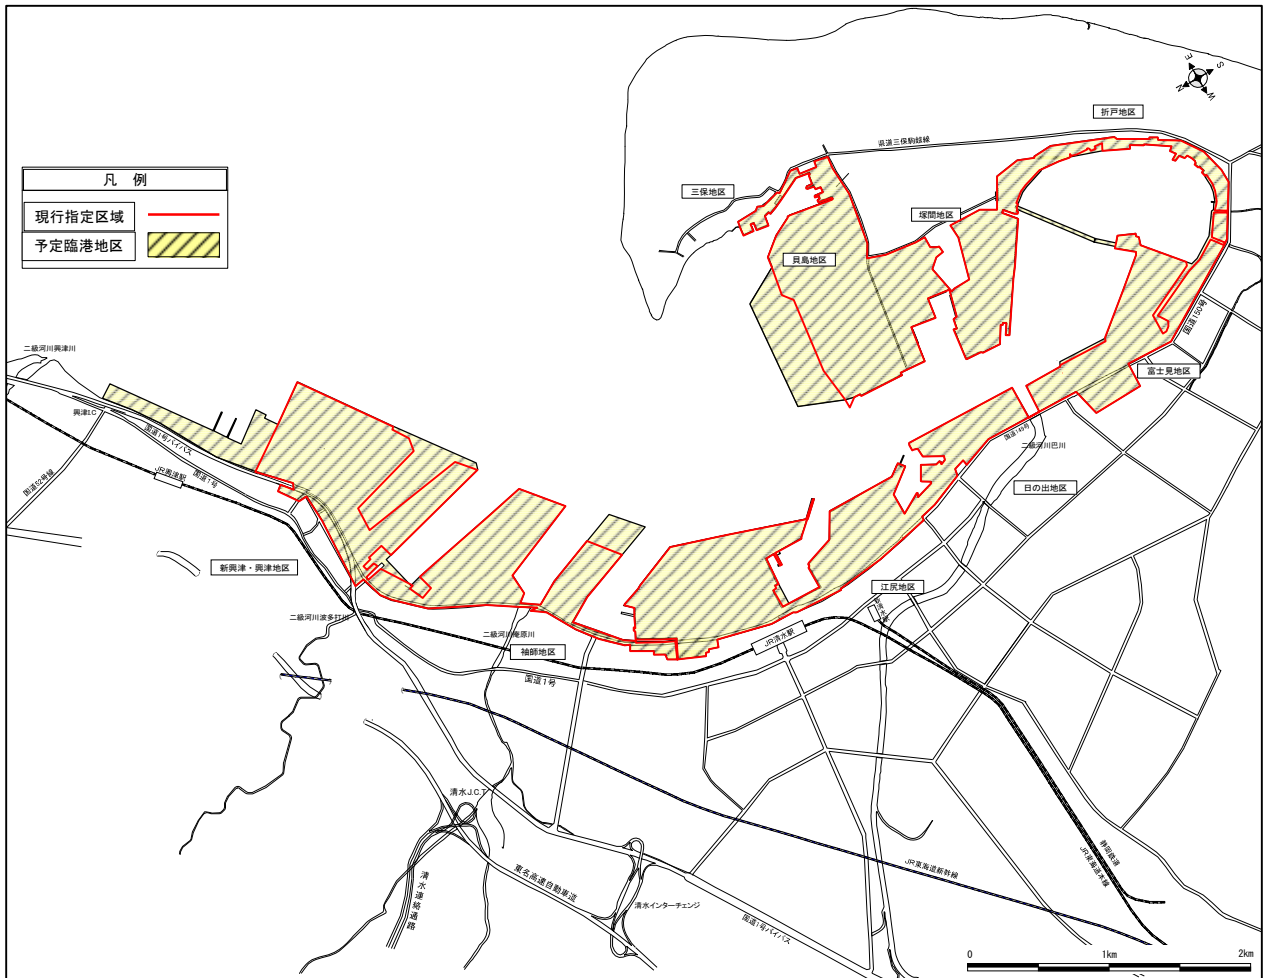 凡 例
現行指定区域
予定臨港地区
E
S
N
W
折戸地区
県道三保駒越線
三保地区
塚間地区
貝島地区
国道150号
富士見地区
二級河川興津川
興津I.C
国道1号バイパス
国道1号
国道52号線
JR興津駅
国道149号
二級河川巴川
日の出地区
新興津・興津地区
江尻地区
新清水駅
二級河川波多打川
二級河川庵原川
袖師地区
JR清水駅
国道1号
清水J.C.T
東名高速自動車道
清水連絡道路
清水インターチェンジ
国道1号バイパス
JR東海道新幹線
静岡鉄道
JR東海道本線
0
1km
2km